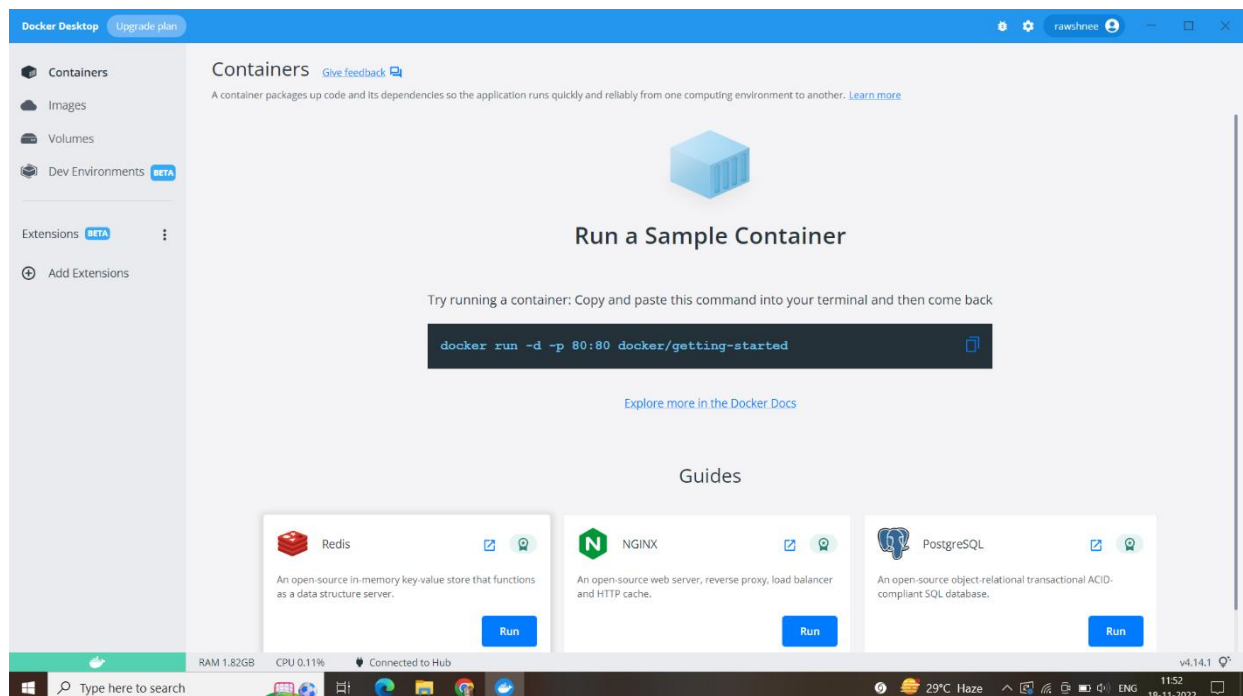 Docker Desktop Upgrade plan
rawshnee
Containers
Images
Volumes
Dev Environments BETA
Extensions BETA
Add Extensions
Containers Give feedback
A container packages up code and its dependencies so the application runs quickly and reliably from one computing environment to another. Learn more
Run a Sample Container
Try running a container: Copy and paste this command into your terminal and then come back
docker run -d -p 80:80 docker/getting-started
Explore more in the Docker Docs
Guides
Redis
An open-source in-memory key-value store that functions
as a data structure server.
Run
NGINX
An open-source web server, reverse proxy, load balancer
and HTTP cache.
Run
PostgreSQL
An open-source object-relational transactional ACID-
compliant SQL database.
Run
RAM 1.82GB CPU 0.11% Connected to Hub
v4.14.1
Type here to search
29°C Haze
ENG
11:52